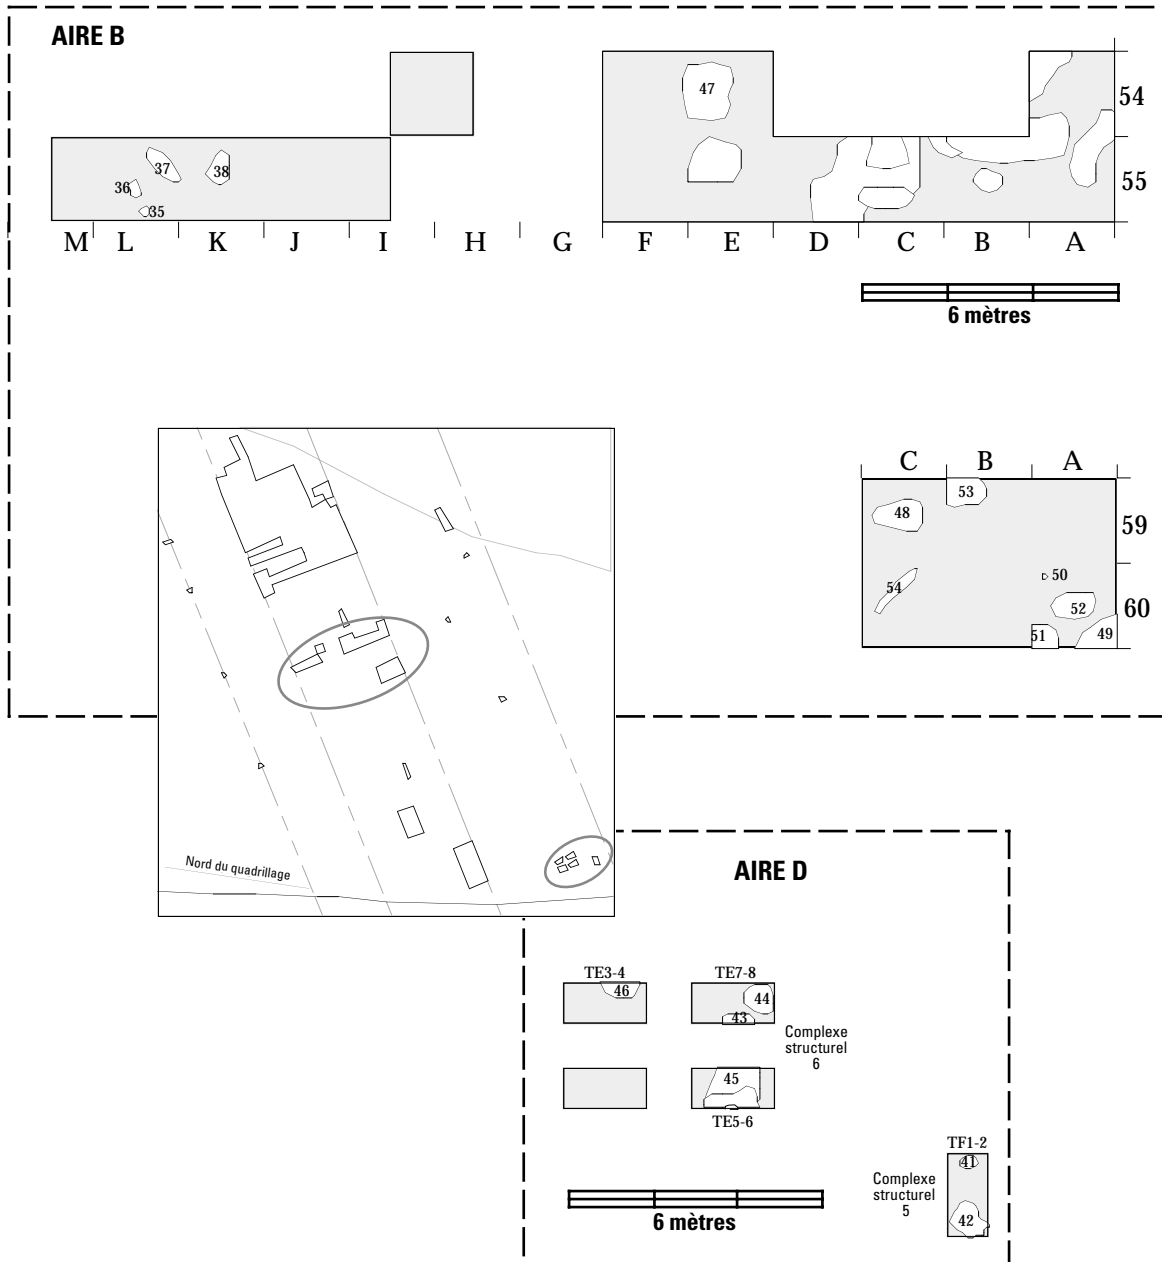 AIRE B
47
54
37
38
36
35
55
M L K J I H G F E D C B A
6 mètres
C B A
53
48
59
50
54
52
60
51
49
Nord du quadrillage
AIRE D
TE3-4
TE7-8
46
44
43
Complexe
structurel
6
45
TE5-6
TF1-2
41
Complexe
structurel
5
42
6 mètres